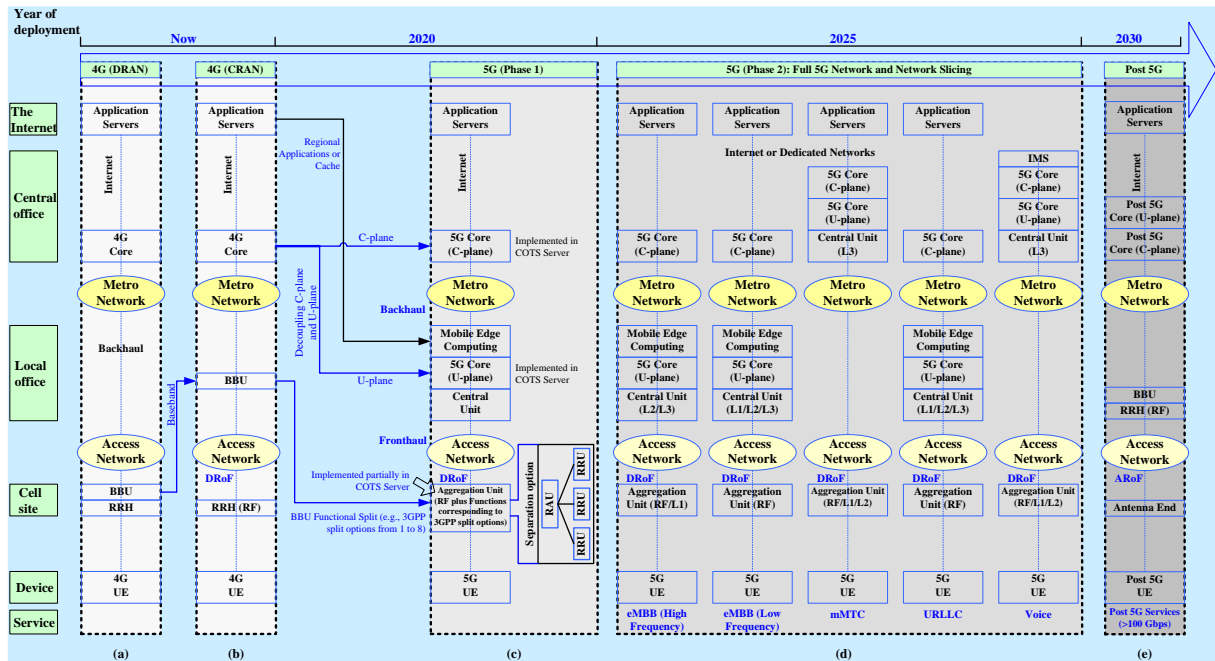 Year of
deployment
Now
2020
2025
2030
4G (DRAN)
4G (CRAN)
5G (Phase 1)
5G (Phase 2): Full 5G Network and Network Slicing
Post 5G
The
Internet
Application
Servers
Application
Servers
Application
Servers
Application
Servers
Application
Servers
Application
Servers
Application
Servers
Application
Servers
Regional
Applications or
Cache
Internet or Dedicated Networks
Central
office
Internet
Internet
Internet
Internet
IMS
5G Core
(C-plane)
5G Core
(C-plane)
5G Core
(U-plane)
5G Core
(U-plane)
Post 5G
Core (U-plane)
4G
Core
4G
Core
C-plane
5G Core
(C-plane)
Implemented in
COTS Server
5G Core
(C-plane)
5G Core
(C-plane)
Central Unit
(L3)
5G Core
(C-plane)
Central Unit
(L3)
Post 5G
Core (C-plane)
Metro
Network
Metro
Network
Metro
Network
Metro
Network
Metro
Network
Metro
Network
Metro
Network
Metro
Network
Metro
Network
Decoupling C-plane
and U-plane
Backhaul
Local
office
Backhaul
Mobile Edge
Computing
Mobile Edge
Computing
Mobile Edge
Computing
Mobile Edge
Computing
BBU
U-plane
5G Core
(U-plane)
Implemented in
COTS Server
5G Core
(U-plane)
5G Core
(U-plane)
5G Core
(U-plane)
Baseband
Central
Unit
Central Unit
(L2/L3)
Central Unit
(L1/L2/L3)
Central Unit
(L1/L2/L3)
BBU
RRH (RF)
Fronthaul
Access
Network
Access
Network
Access
Network
Access
Network
Access
Network
Access
Network
Access
Network
Access
Network
Access
Network
DRoF
DRoF
DRoF
DRoF
DRoF
DRoF
DRoF
ARoF
Implemented partially in
COTS Server
Cell
site
BBU
RRH
RRH (RF)
BBU Functional Split (e.g., 3GPP
split options from 1 to 8)
Aggregation Unit
(RF plus Functions
corresponding to
3GPP split options)
Separation option
RAU
RRU
RRU
RRU
Aggregation
Unit (RF/L1)
Aggregation
Unit (RF)
Aggregation Unit
(RF/L1/L2)
Aggregation
Unit (RF)
Aggregation Unit
(RF/L1/L2)
Antenna End
Device
4G
UE
4G
UE
5G
UE
5G
UE
5G
UE
5G
UE
5G
UE
5G
UE
Post 5G
UE
Service
eMBB (High
Frequency)
eMBB (Low
Frequency)
mMTC
URLLC
Voice
Post 5G Services
(>100 Gbps)
(a)
(b)
(c)
(d)
(e)